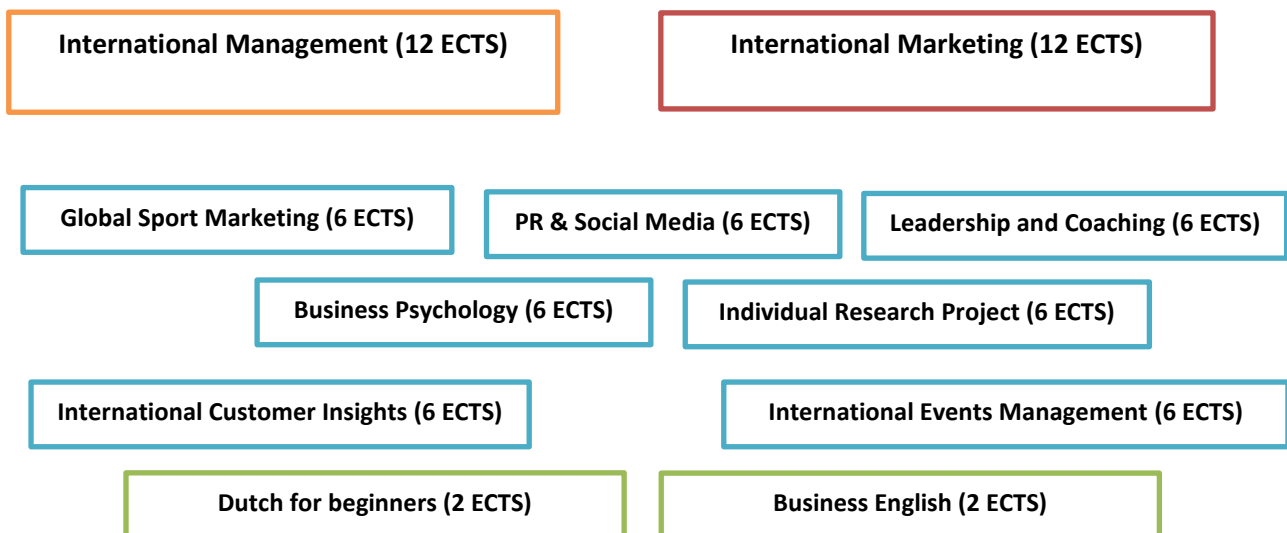 International Management (12 ECTS)
International Marketing (12 ECTS)
Global Sport Marketing (6 ECTS)
PR & Social Media (6 ECTS)
Leadership and Coaching (6 ECTS)
Business Psychology (6 ECTS)
Individual Research Project (6 ECTS)
International Customer Insights (6 ECTS)
International Events Management (6 ECTS)
Dutch for beginners (2 ECTS)
Business English (2 ECTS)